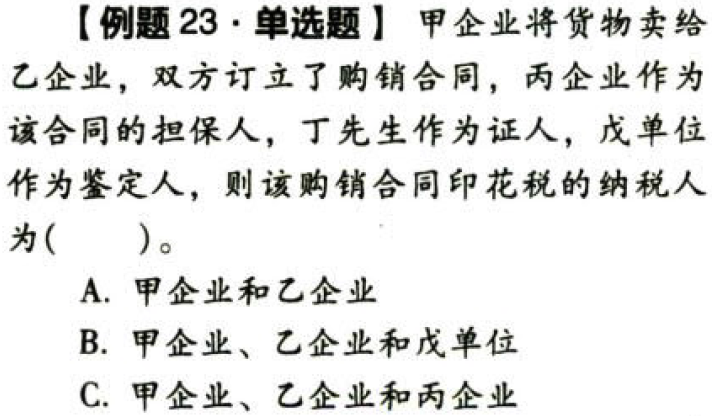 【例题 23·单选题】 甲企业将货物卖给
乙企业，双方订立了购销合同，丙企业作为
该合同的担保人，丁先生作为证人，戊单位
作为鉴定人，则该购销合同印花税的纳税人
为(　　)。
A. 甲企业和乙企业
B. 甲企业、乙企业和戊单位
C. 甲企业、乙企业和丙企业